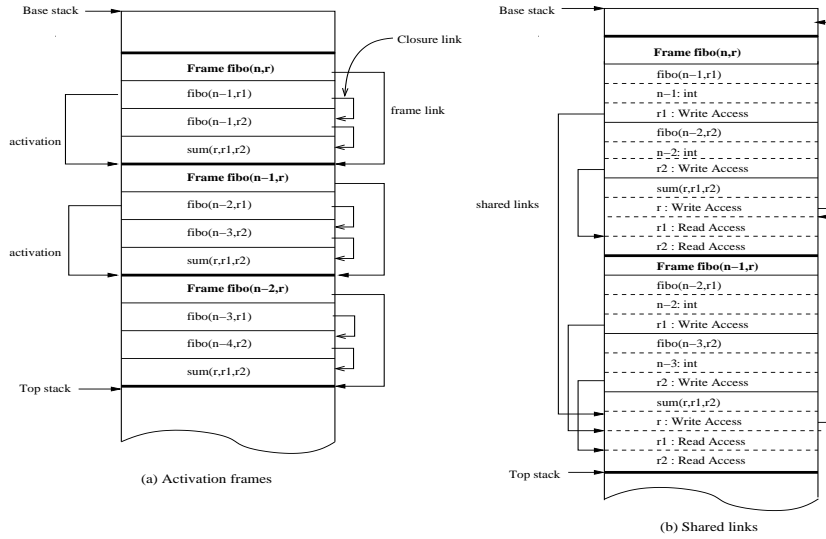 Base stack
Closure link
Frame fibo(n,r)
fibo(n−1,r1)
fibo(n−1,r2)
sum(r,r1,r2)
activation
frame link
Frame fibo(n−1,r)
fibo(n−2,r1)
fibo(n−3,r2)
sum(r,r1,r2)
activation
Frame fibo(n−2,r)
fibo(n−3,r1)
fibo(n−4,r2)
sum(r,r1,r2)
Top stack
(a) Activation frames
Base stack
Frame fibo(n,r)
fibo(n−1,r1)
n−1: int
r1 : Write Access
fibo(n−2,r2)
n−2: int
r2 : Write Access
sum(r,r1,r2)
r : Write Access
r1 : Read Access
r2 : Read Access
shared links
Frame fibo(n−1,r)
fibo(n−2,r1)
n−2: int
r1 : Write Access
fibo(n−3,r2)
n−3: int
r2 : Write Access
sum(r,r1,r2)
r : Write Access
r1 : Read Access
r2 : Read Access
Top stack
(b) Shared links